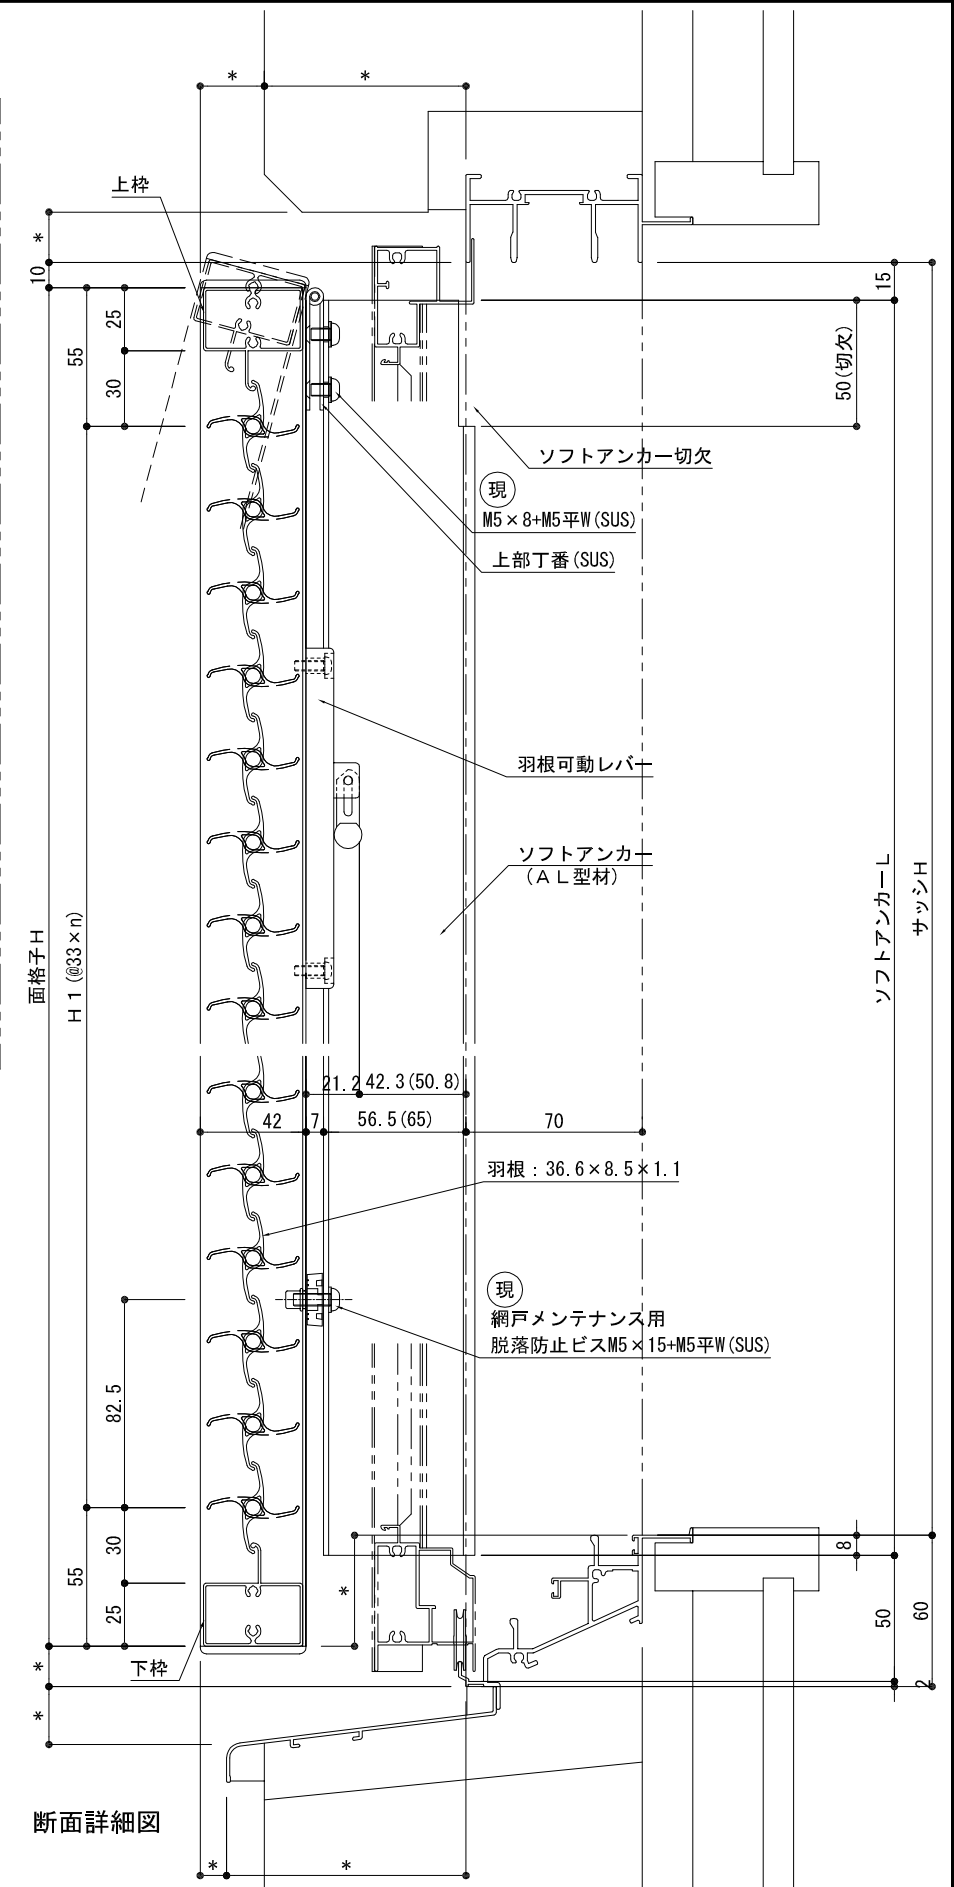 *
*
上枠
*
10
25
55
30
15
50(切欠)
ソフトアンカー切欠
現
M5×8+M5平W(SUS)
上部丁番(SUS)
羽根可動レバー
ソフトアンカー
(AL型材)
面格子H
H1(@33×n)
ソフトアンカーL
サッシH
21.2
42.3(50.8)
42
7
56.5(65)
70
羽根:36.6×8.5×1.1
現
網戸メンテナンス用
脱落防止ビスM5×15+M5平W(SUS)
82.5
30
55
25
8
*
50
60
下枠
*
2
*
断面詳細図
*
*